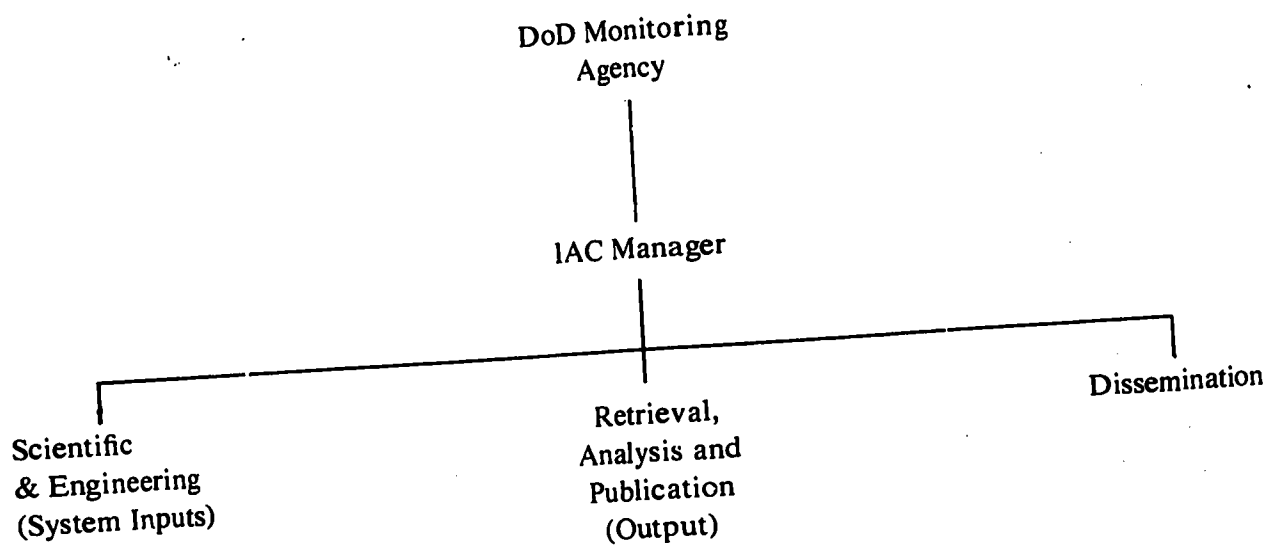 DoD Monitoring
Agency
IAC Manager
Scientific
& Engineering
(System Inputs)
Retrieval,
Analysis and
Publication
(Output)
Dissemination